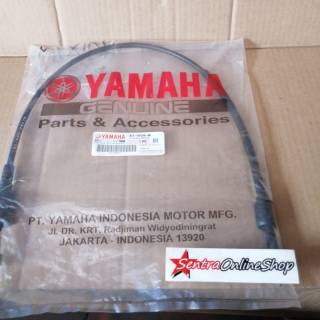 YAMAHA
GENUINE
Parts & Accessories
YAMAHA
PT. YAMAHA INDONESIA MOTOR MFG.
Jl. DR. KRT. Radjiman Widyodiningrat
JAKARTA - INDONESIA 13920
SentraOnlineShop